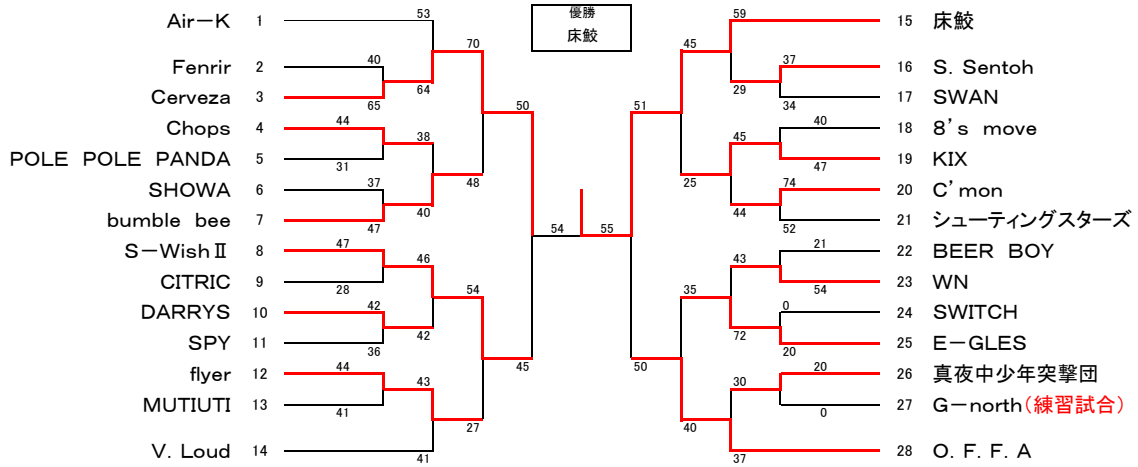 優勝
床鮫
Air－K 1 53
70
Fenrir 2 40
64
Cerveza 3 65
50
Chops 4 44
38
POLE POLE PANDA 5 31
48
SHOWA 6 37
40
bumble bee 7 47
54
S－WishⅡ 8 47
46
CITRIC 9 28
54
DARRYS 10 42
42
SPY 11 36
45
flyer 12 44
43
MUTIUTI 13 41
27
V. Loud 14 41
59 15 床鮫
45
37 16 S. Sentoh
29
34 17 SWAN
51
40 18 8’s move
45
47 19 KIX
25
74 20 C’mon
44
52 21 シューティングスターズ
55
21 22 BEER BOY
43
54 23 WN
35
0 24 SWITCH
72
20 25 E－GLES
50
20 26 真夜中少年突撃団
30
0 27 G－north（練習試合）
40
37 28 O. F. F. A